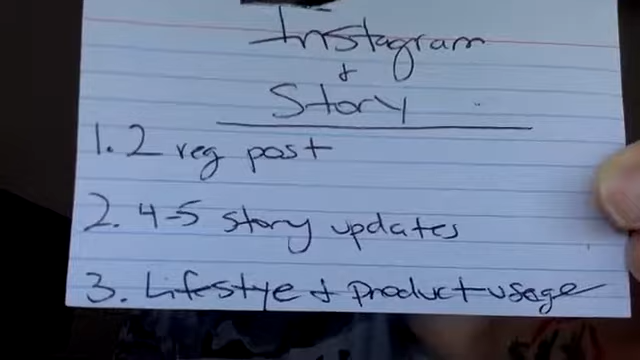 Instagram
&
Story
1. 2 reg post
2. 4-5 story updates
3. Lifestye & product usage